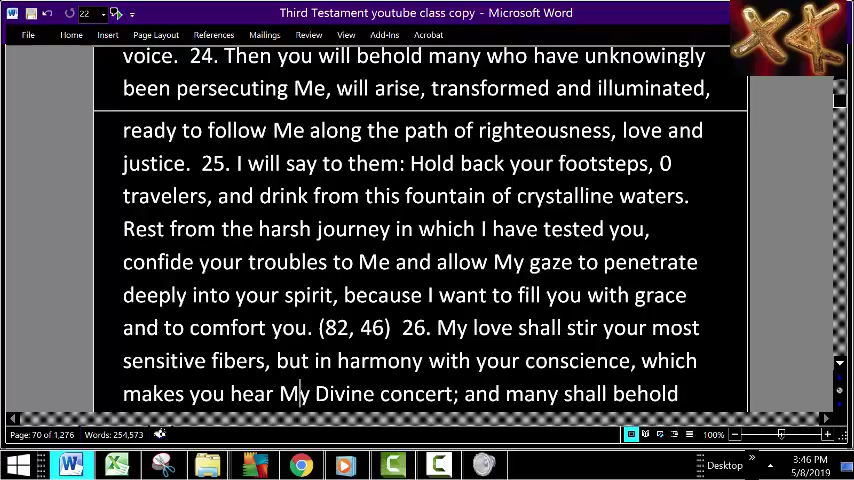 22
Third Testament youtube class copy - Microsoft Word
File Home Insert Page Layout References Mailings Review View Add-Ins Acrobat
voice. 24. Then you will behold many who have unknowingly
been persecuting Me, will arise, transformed and illuminated,
ready to follow Me along the path of righteousness, love and
justice. 25. I will say to them: Hold back your footsteps, 0
travelers, and drink from this fountain of crystalline waters.
Rest from the harsh journey in which I have tested you,
confide your troubles to Me and allow My gaze to penetrate
deeply into your spirit, because I want to fill you with grace
and to comfort you. (82, 46) 26. My love shall stir your most
sensitive fibers, but in harmony with your conscience, which
makes you hear My Divine concert; and many shall behold
Page: 70 of 1,276 Words: 254,573 100%
Desktop
3:46 PM
5/8/2019